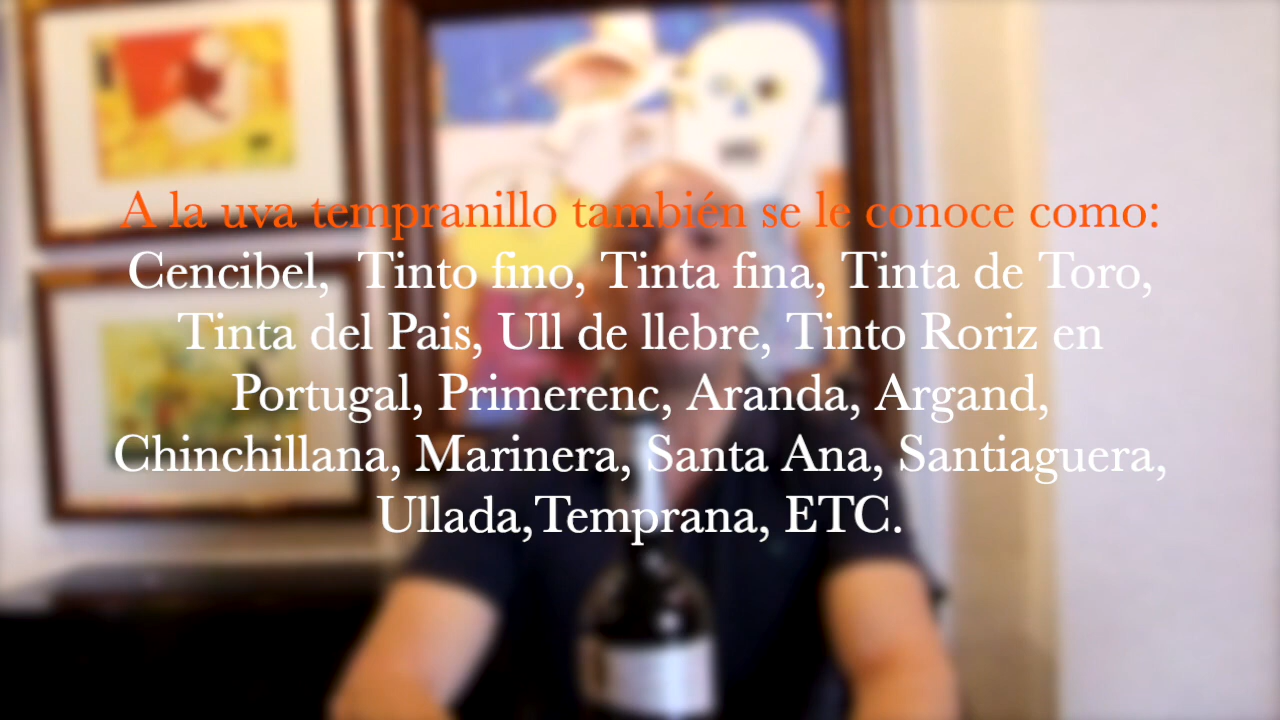 A la uva tempranillo también se le conoce como:
Cencibel,  Tinto fino, Tinta fina, Tinta de Toro,
Tinta del Pais, Ull de llebre, Tinto Roriz en
Portugal, Primerenc, Aranda, Argand,
Chinchillana, Marinera, Santa Ana, Santiaguera,
Ullada,Temprana, ETC.